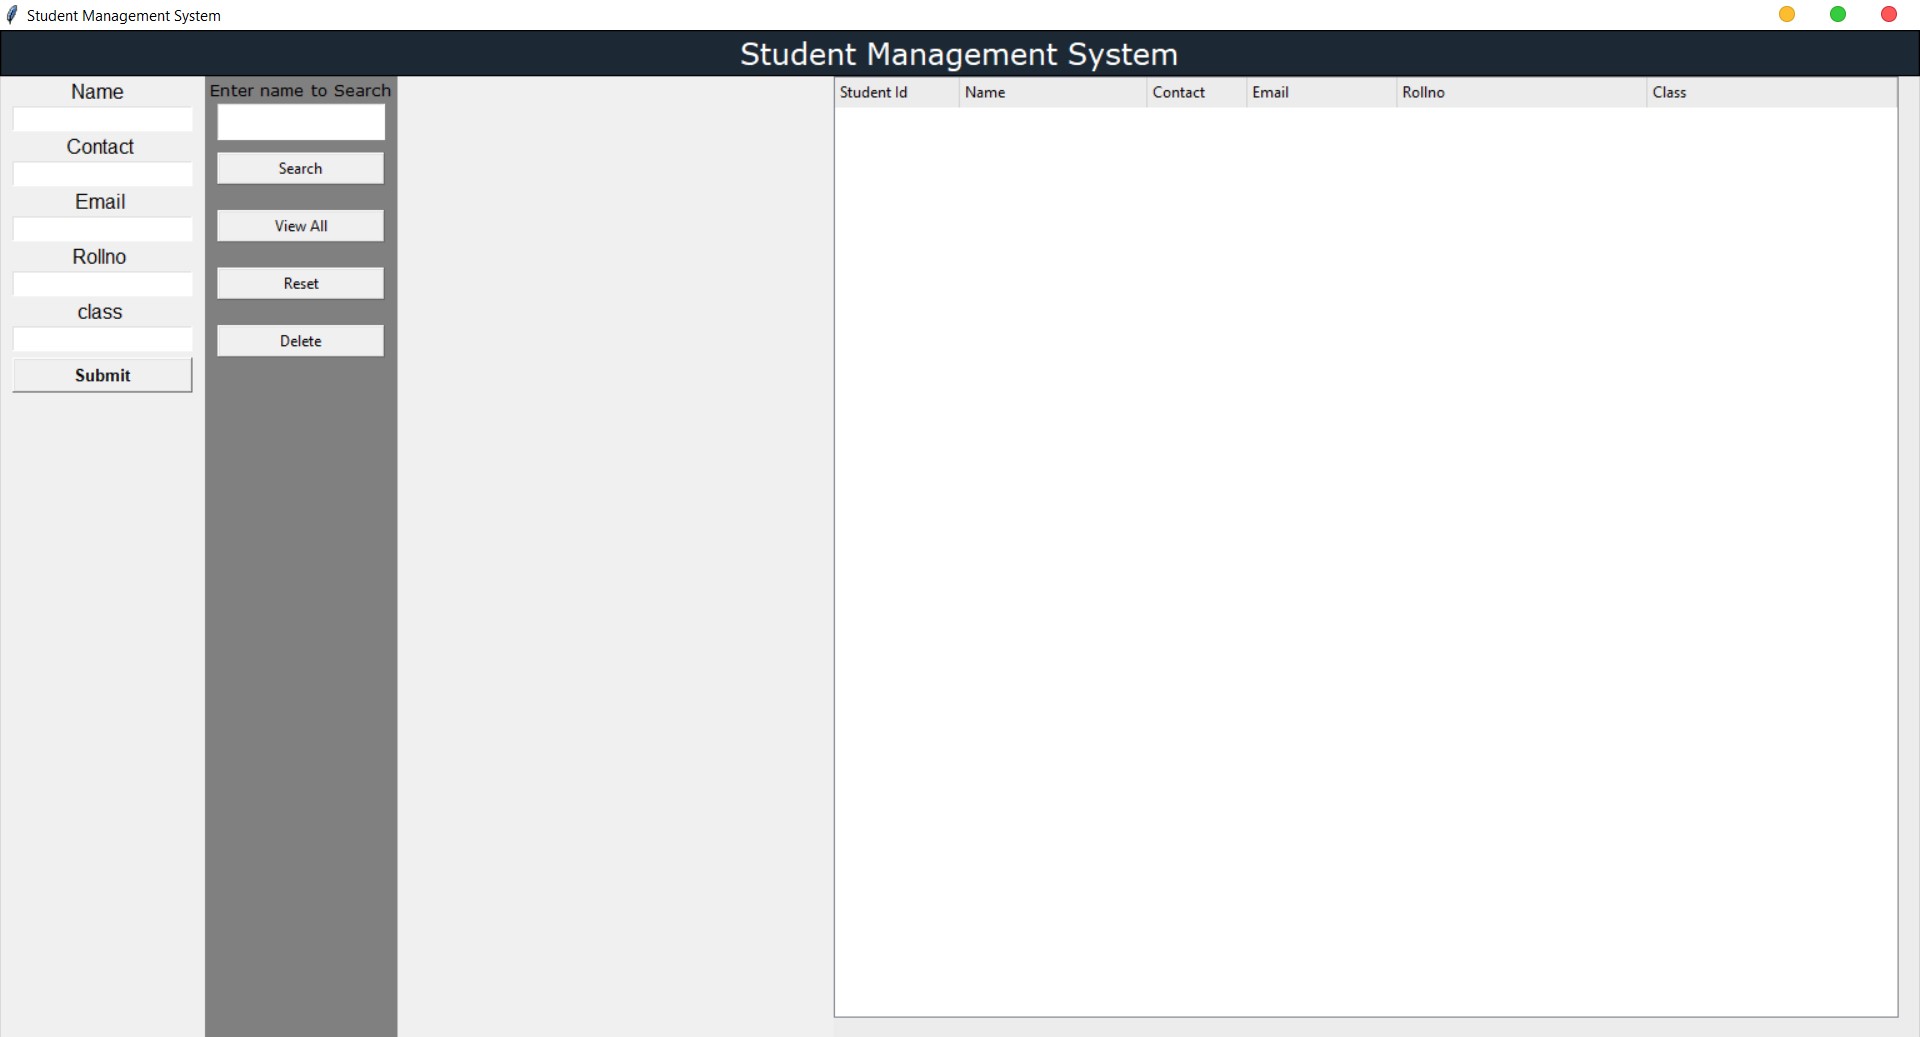 Student Management System
Student Management System
Name
Contact
Email
Rollno
class
Submit
Enter name to Search
Search
View All
Reset
Delete
Student Id Name Contact Email Rollno Class